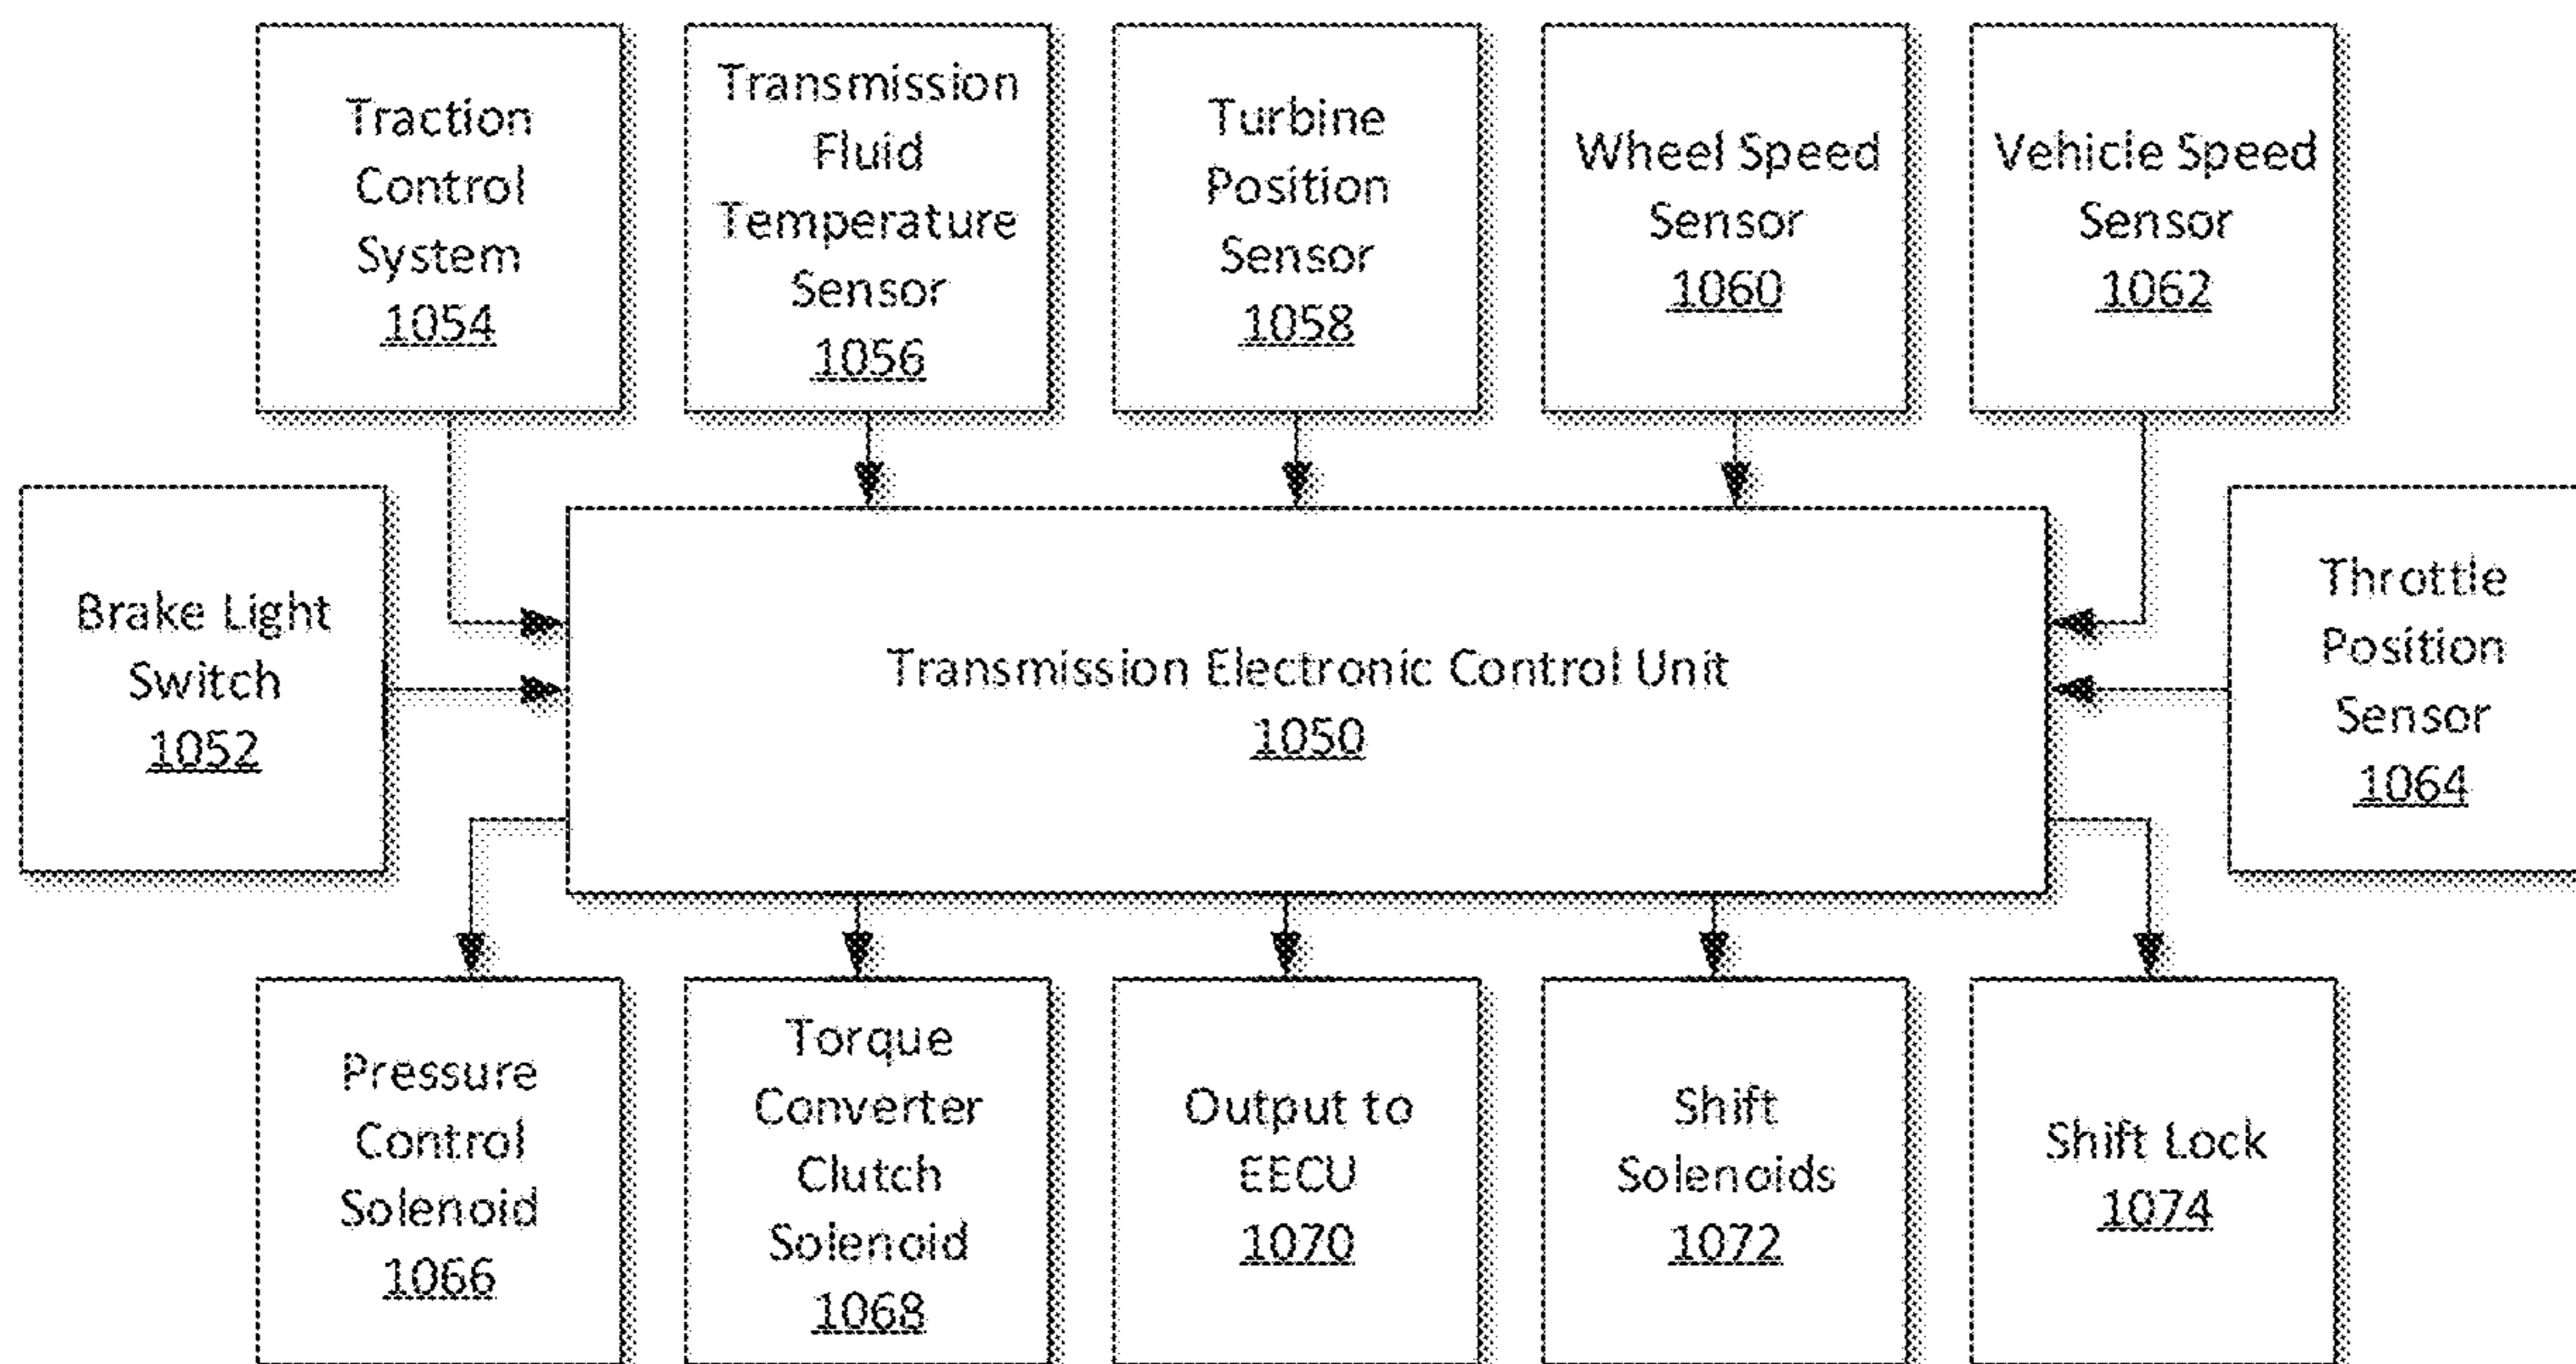 Traction
Control
System
1054
Transmission
Fluid
Temperature
Sensor
1056
Turbine
Position
Sensor
1058
Wheel Speed
Sensor
1060
Vehicle Speed
Sensor
1062
Brake Light
Switch
1052
Transmission Electronic Control Unit
1050
Throttle
Position
Sensor
1064
Pressure
Control
Solenoid
1066
Torque
Converter
Clutch
Solenoid
1068
Output to
EECU
1070
Shift
Solenoids
1072
Shift Lock
1074